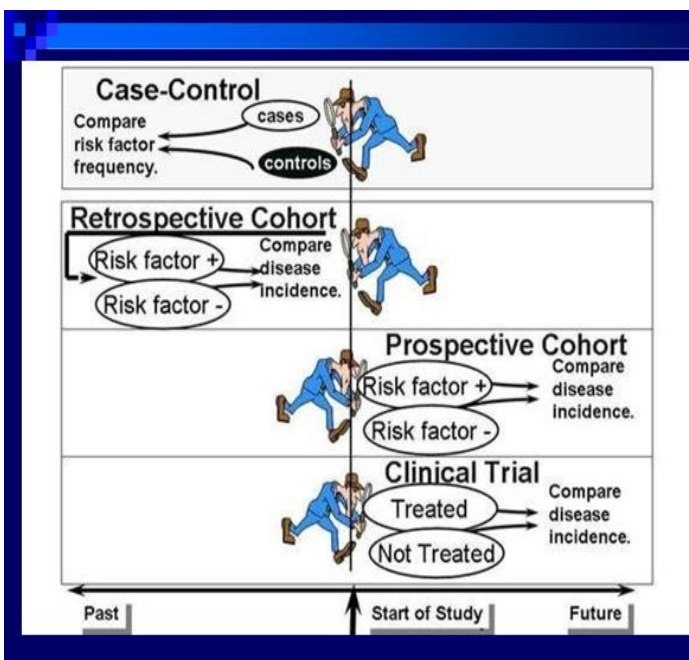 Case-Control
Compare
risk factor
frequency.
cases
controls
Retrospective Cohort
Risk factor +
Risk factor -
Compare
disease
incidence.
Prospective Cohort
Risk factor +
Risk factor -
Compare
disease
incidence.
Clinical Trial
Treated
Not Treated
Compare
disease
incidence.
Past
Start of Study
Future